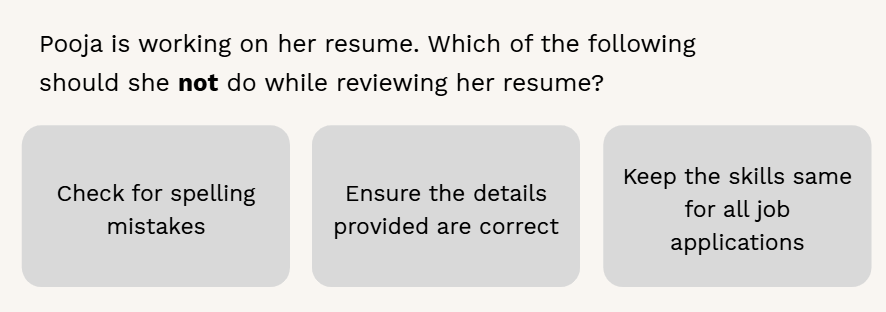 Pooja is working on her resume. Which of the following
should she not do while reviewing her resume?
Check for spelling
mistakes
Ensure the details
provided are correct
Keep the skills same
for all job
applications